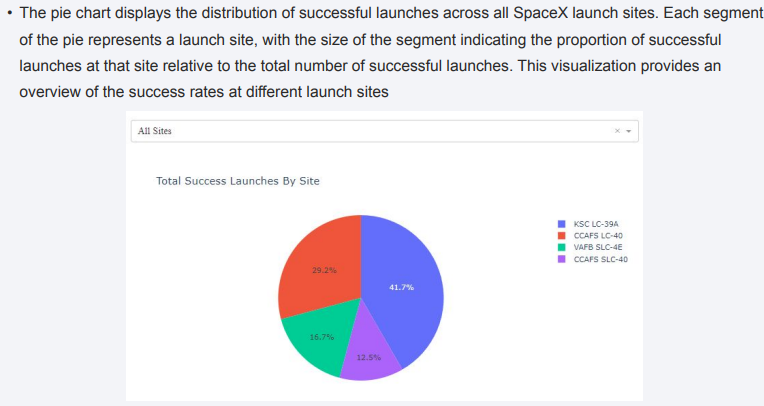 • The pie chart displays the distribution of successful launches across all SpaceX launch sites. Each segment
of the pie represents a launch site, with the size of the segment indicating the proportion of successful
launches at that site relative to the total number of successful launches. This visualization provides an
overview of the success rates at different launch sites
All Sites
Total Success Launches By Site
KSC LC-39A
CCAFS LC-40
VAFB SLC-4E
CCAFS SLC-40
29.2%
41.7%
16.7%
12.5%